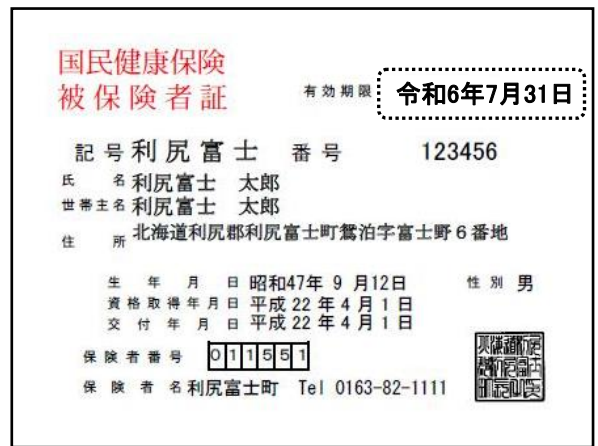 国民健康保険
被保険者証
有効期限 令和6年7月31日
記号 利尻富士 番号 123456
氏名 利尻富士 太郎
世帯主名 利尻富士 太郎
住所 北海道利尻郡利尻富士町鴛泊字富士野6番地
生年月日 昭和47年9月12日 性別 男
資格取得年月日 平成22年4月1日
交付年月日 平成22年4月1日
保険者番号 011551
保険者名 利尻富士町 Tel 0163-82-1111